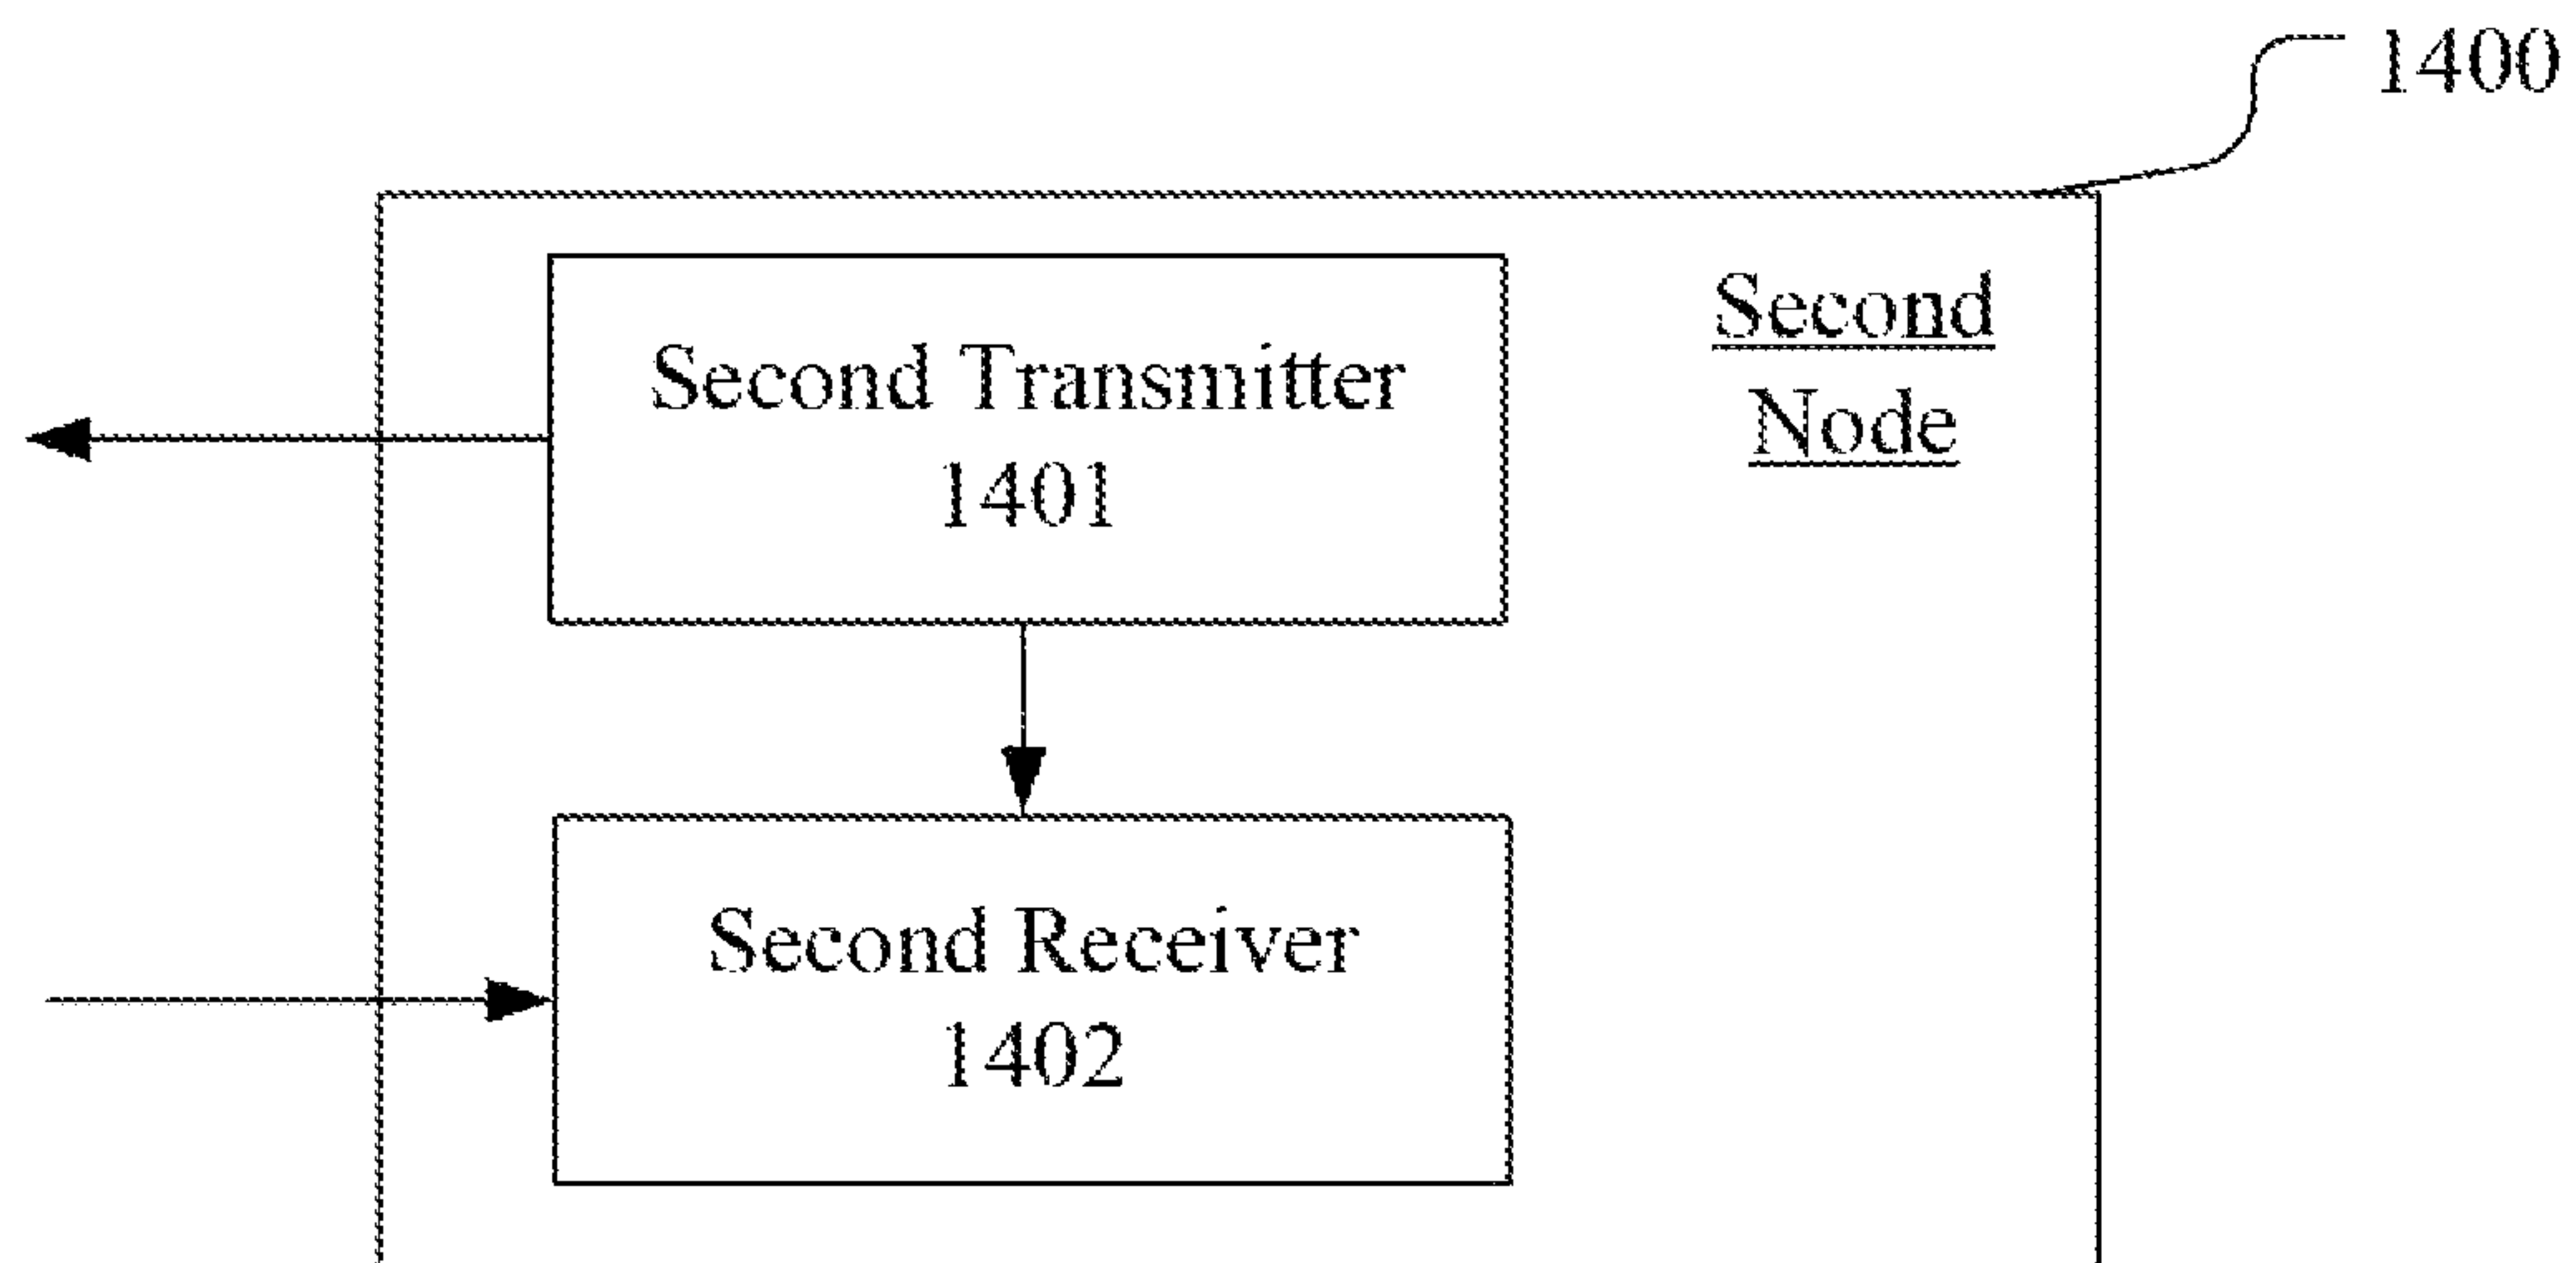 1400
Second
Node
Second Transmitter
1401
Second Receiver
1402